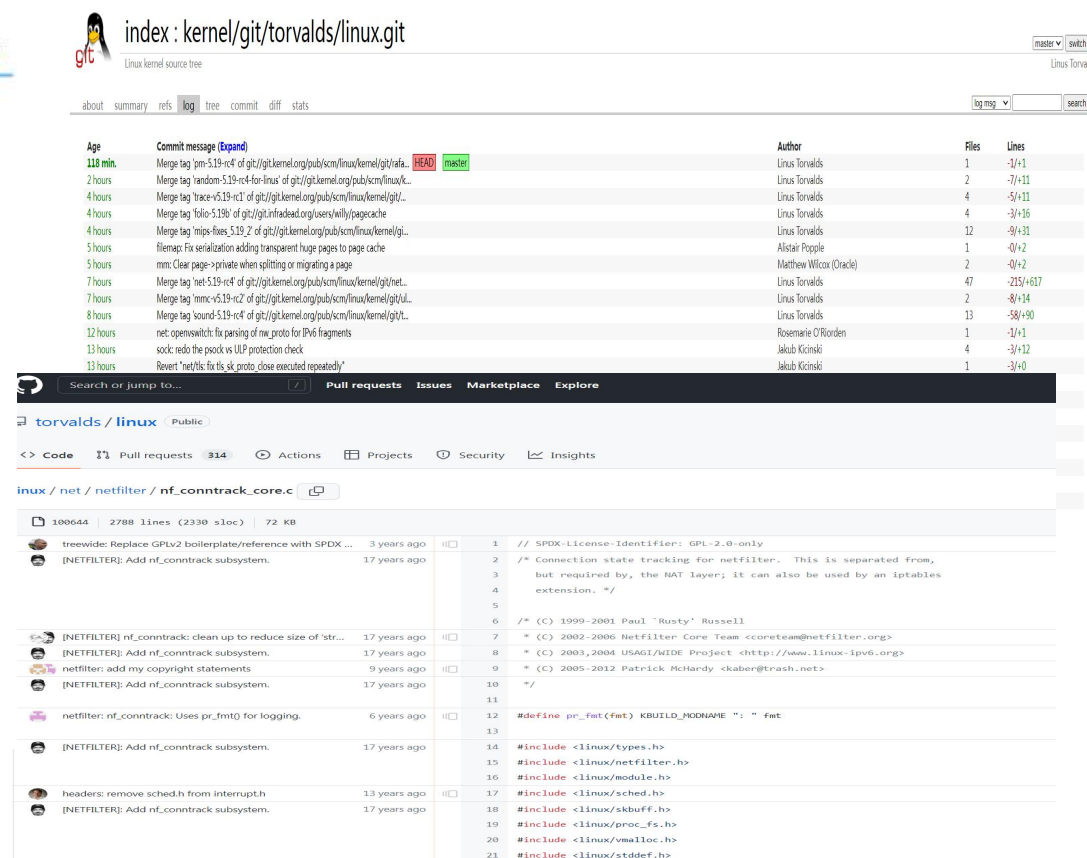 git
index : kernel/git/torvalds/linux.git
master switch
Linux kernel source tree
Linus Torva
about summary refs log tree commit diff stats
log msg search
Age Commit message (Expand) Author Files Lines
118 min. Merge tag 'pm-5.19-rc4' of git://git.kernel.org/pub/scm/linux/kernel/git/rafa... HEAD master Linus Torvalds 1 -1/+1
2 hours Merge tag 'random-5.19-rc4-for-linus' of git://git.kernel.org/pub/scm/linux/k... Linus Torvalds 2 -7/+11
4 hours Merge tag 'trace-v5.19-rc1' of git://git.kernel.org/pub/scm/linux/kernel/git/... Linus Torvalds 4 -5/+11
4 hours Merge tag 'folio-5.19b' of git://git.infradead.org/users/willy/pagecache Linus Torvalds 4 -3/+16
4 hours Merge tag 'mips-fixes_5.19_2' of git://git.kernel.org/pub/scm/linux/kernel/gi... Linus Torvalds 12 -9/+31
5 hours filemap: Fix serialization adding transparent huge pages to page cache Alistair Popple 1 -0/+2
5 hours mm: Clear page->private when splitting or migrating a page Matthew Wilcox (Oracle) 2 -0/+2
7 hours Merge tag 'net-5.19-rc4' of git://git.kernel.org/pub/scm/linux/kernel/git/net... Linus Torvalds 47 -215/+617
7 hours Merge tag 'mmc-v5.19-rc2' of git://git.kernel.org/pub/scm/linux/kernel/git/ul... Linus Torvalds 2 -8/+14
8 hours Merge tag 'sound-5.19-rc4' of git://git.kernel.org/pub/scm/linux/kernel/git/t... Linus Torvalds 13 -58/+90
12 hours net: openvswitch: fix parsing of nw_proto for IPv6 fragments Rosemarie O'Riorden 1 -1/+1
13 hours sock: redo the psock vs ULP protection check Jakub Kicinski 4 -3/+12
13 hours Revert "net/tls: fix tls_sk_proto_close executed repeatedly" Jakub Kicinski 1 -3/+0
Search or jump to... / Pull requests Issues Marketplace Explore
torvalds / linux Public
<> Code Pull requests 314 Actions Projects Security Insights
inux / net / netfilter / nf_conntrack_core.c
100644 2788 lines (2330 sloc) 72 KB
treewide: Replace GPLv2 boilerplate/reference with SPDX ... 3 years ago 1 // SPDX-License-Identifier: GPL-2.0-only
[NETFILTER]: Add nf_conntrack subsystem. 17 years ago 2 /* Connection state tracking for netfilter. This is separated from,
3 but required by, the NAT layer; it can also be used by an iptables
4 extension. */
5
6 /* (C) 1999-2001 Paul `Rusty' Russell
[NETFILTER] nf_conntrack: clean up to reduce size of 'str... 17 years ago 7 * (C) 2002-2006 Netfilter Core Team <coreteam@netfilter.org>
[NETFILTER]: Add nf_conntrack subsystem. 17 years ago 8 * (C) 2003,2004 USAGI/WIDE Project <http://www.linux-ipv6.org>
netfilter: add my copyright statements 9 years ago 9 * (C) 2005-2012 Patrick McHardy <kaber@trash.net>
[NETFILTER]: Add nf_conntrack subsystem. 17 years ago 10 */
11
netfilter: nf_conntrack: Uses pr_fmt() for logging. 6 years ago 12 #define pr_fmt(fmt) KBUILD_MODNAME ": " fmt
13
[NETFILTER]: Add nf_conntrack subsystem. 17 years ago 14 #include <linux/types.h>
15 #include <linux/netfilter.h>
16 #include <linux/module.h>
headers: remove sched.h from interrupt.h 13 years ago 17 #include <linux/sched.h>
[NETFILTER]: Add nf_conntrack subsystem. 17 years ago 18 #include <linux/skbuff.h>
19 #include <linux/proc_fs.h>
20 #include <linux/vmalloc.h>
21 #include <linux/stddef.h>